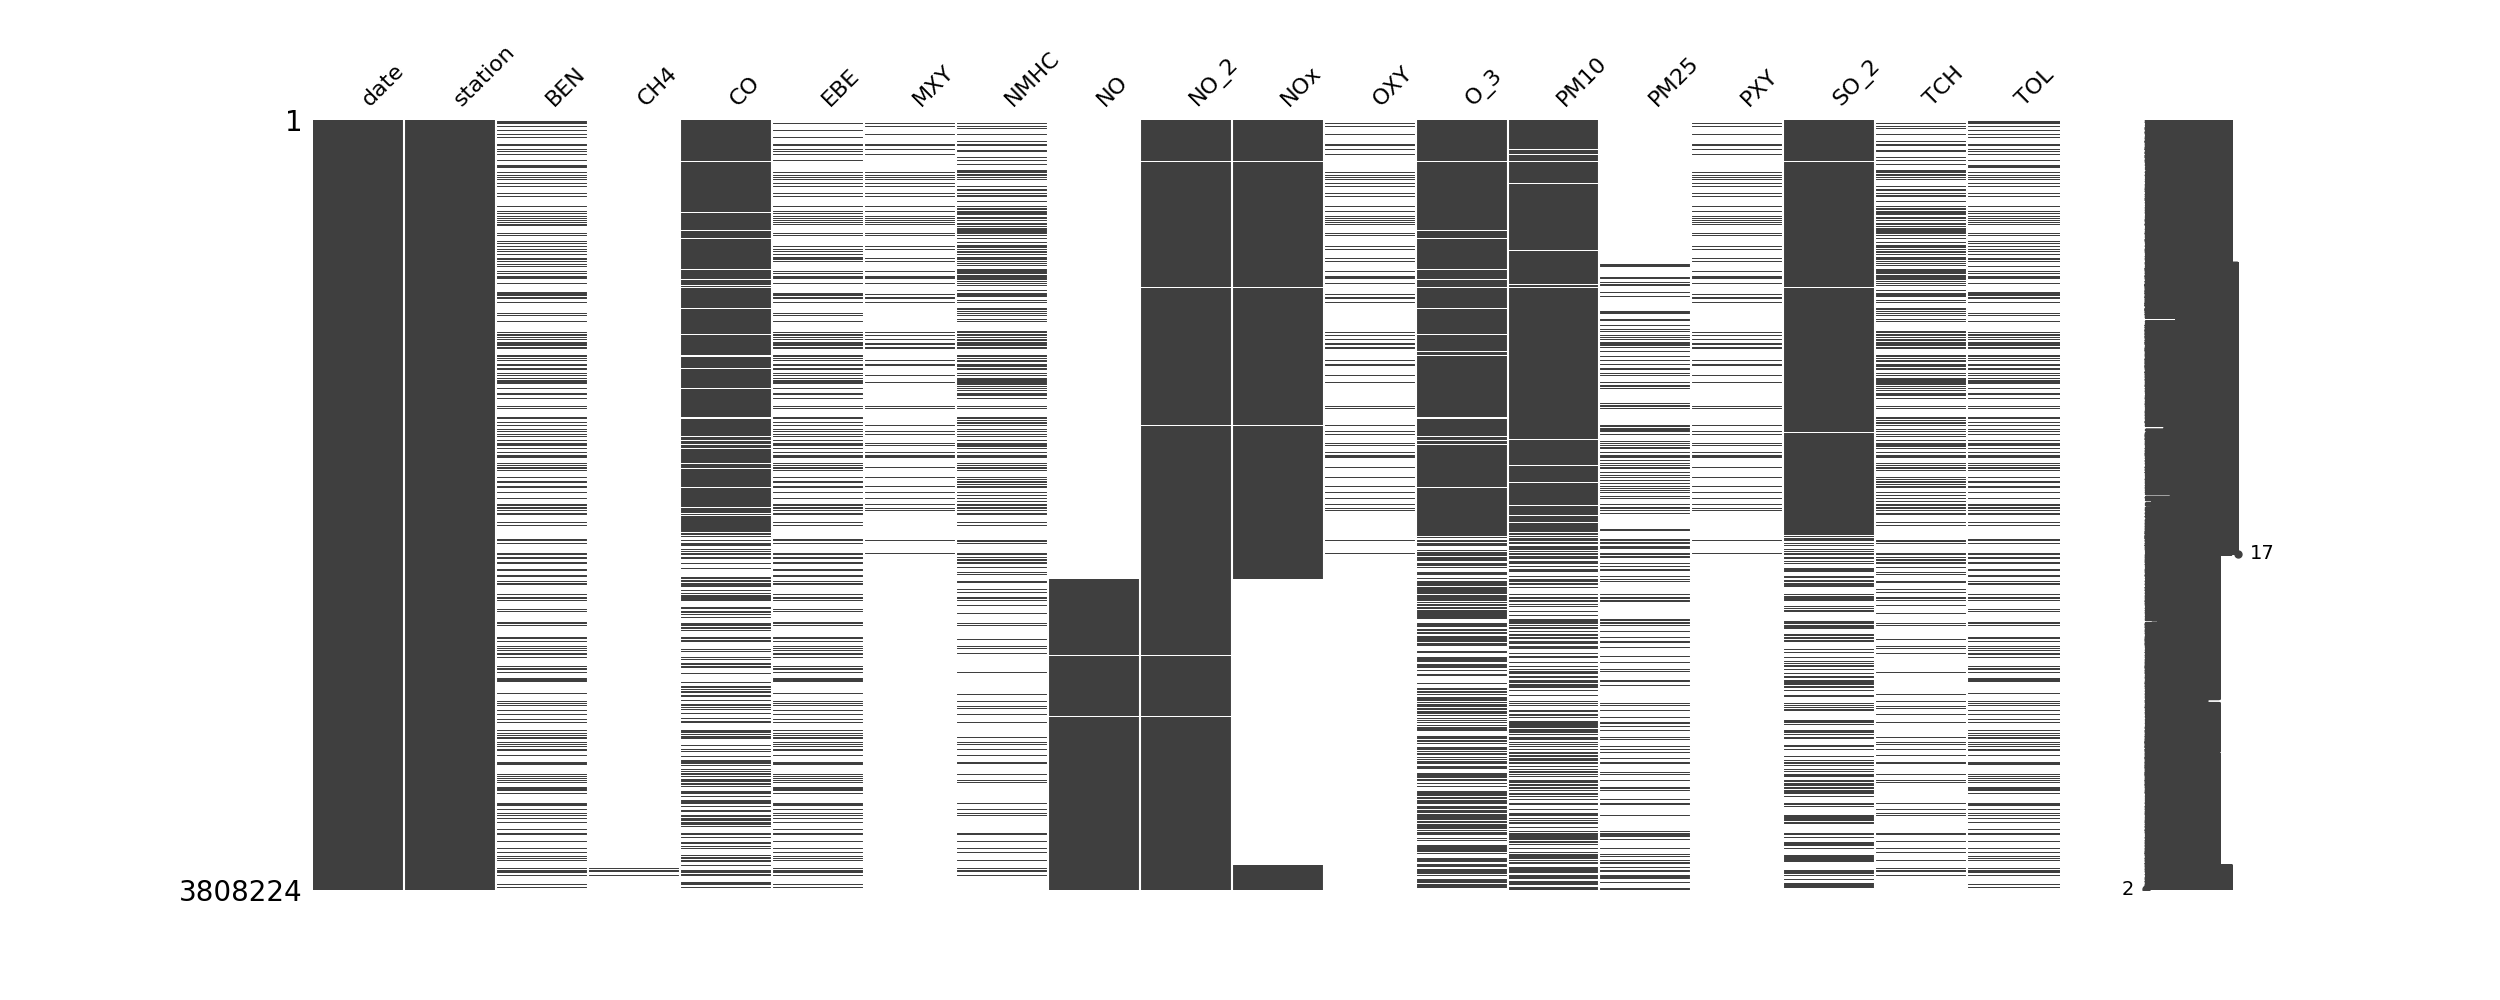 date station BEN CH4 CO EBE MXY NMHC NO NO_2 NOx OXY O_3 PM10 PM25 PXY SO_2 TCH TOL
1
17
3808224
2